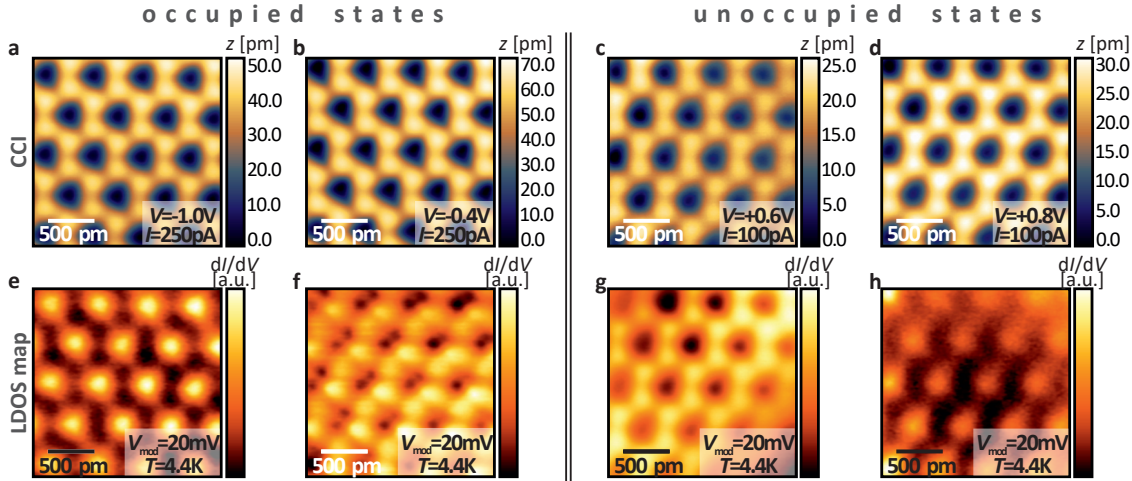 occupied states
unoccupied states
a
z [pm]
50.0
40.0
30.0
20.0
10.0
0.0
V=-1.0V
I=250pA
500 pm
b
z [pm]
70.0
60.0
50.0
40.0
30.0
20.0
10.0
0.0
V=-0.4V
I=250pA
500 pm
c
z [pm]
25.0
20.0
15.0
10.0
5.0
0.0
V=+0.6V
I=100pA
500 pm
d
z [pm]
30.0
25.0
20.0
15.0
10.0
5.0
0.0
V=+0.8V
I=100pA
500 pm
CCI
e
dI/dV
[a.u.]
Vmod=20mV
T=4.4K
500 pm
f
dI/dV
[a.u.]
Vmod=20mV
T=4.4K
500 pm
g
dI/dV
[a.u.]
Vmod=20mV
T=4.4K
500 pm
h
dI/dV
[a.u.]
Vmod=20mV
T=4.4K
500 pm
LDOS map